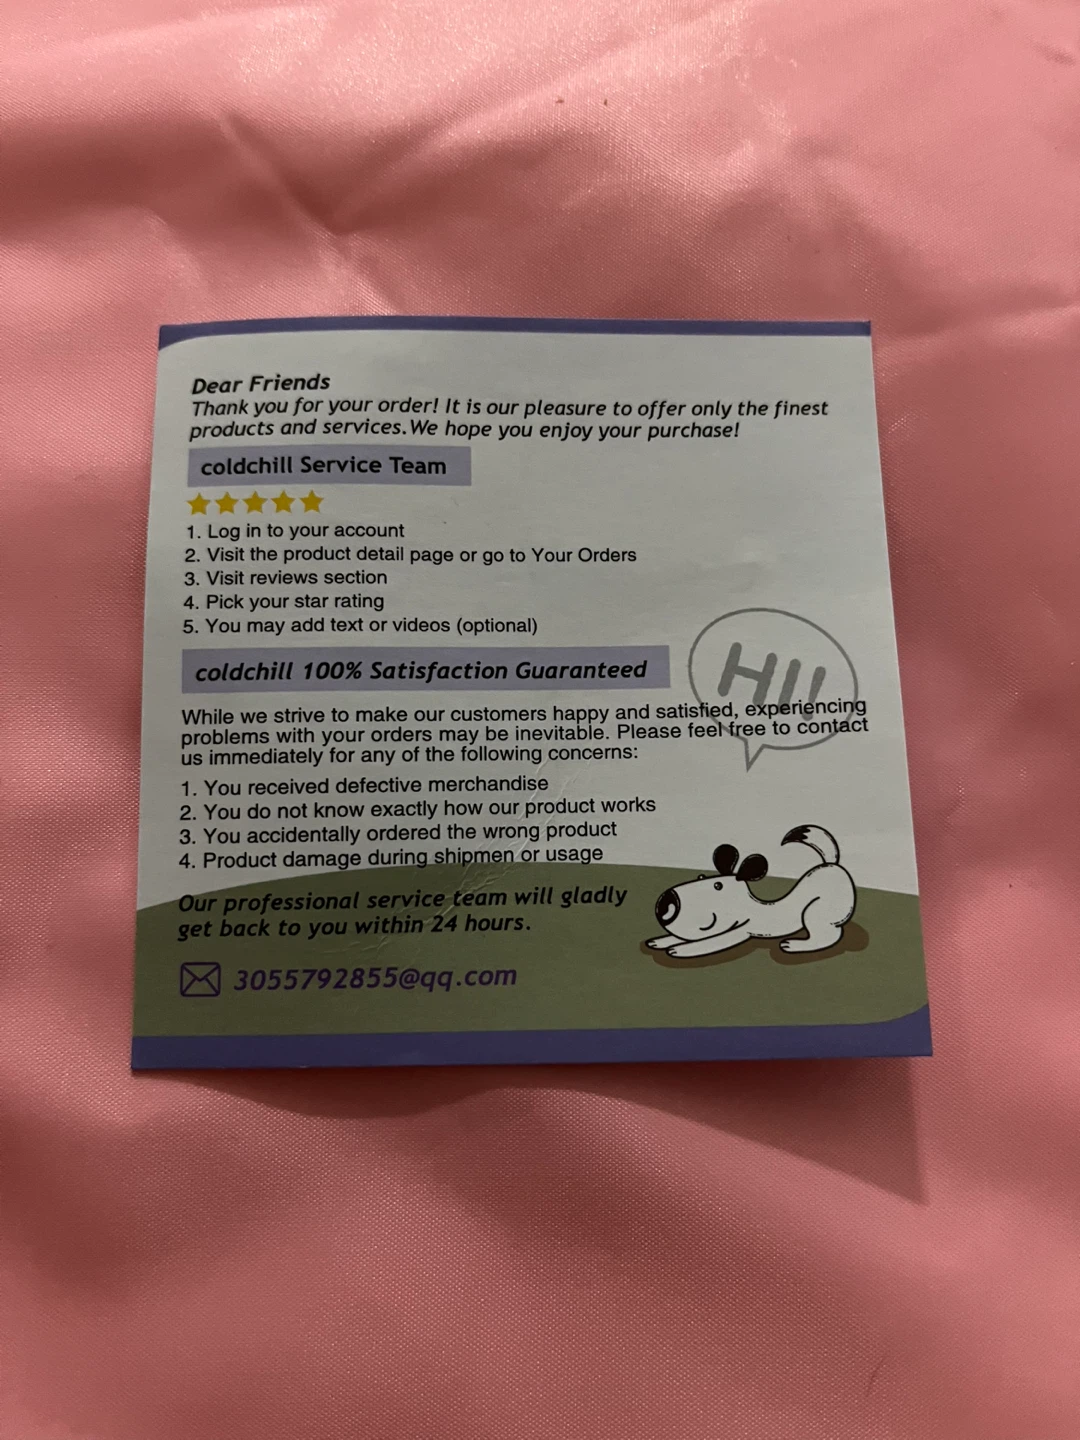 Dear Friends
Thank you for your order! It is our pleasure to offer only the finest
products and services.We hope you enjoy your purchase!
coldchill Service Team
1. Log in to your account
2. Visit the product detail page or go to Your Orders
3. Visit reviews section
4. Pick your star rating
5. You may add text or videos (optional)
HI!
coldchill 100% Satisfaction Guaranteed
While we strive to make our customers happy and satisfied, experiencing
problems with your orders may be inevitable. Please feel free to contact
us immediately for any of the following concerns:
1. You received defective merchandise
2. You do not know exactly how our product works
3. You accidentally ordered the wrong product
4. Product damage during shipmen or usage
Our professional service team will gladly
get back to you within 24 hours.
3055792855@qq.com